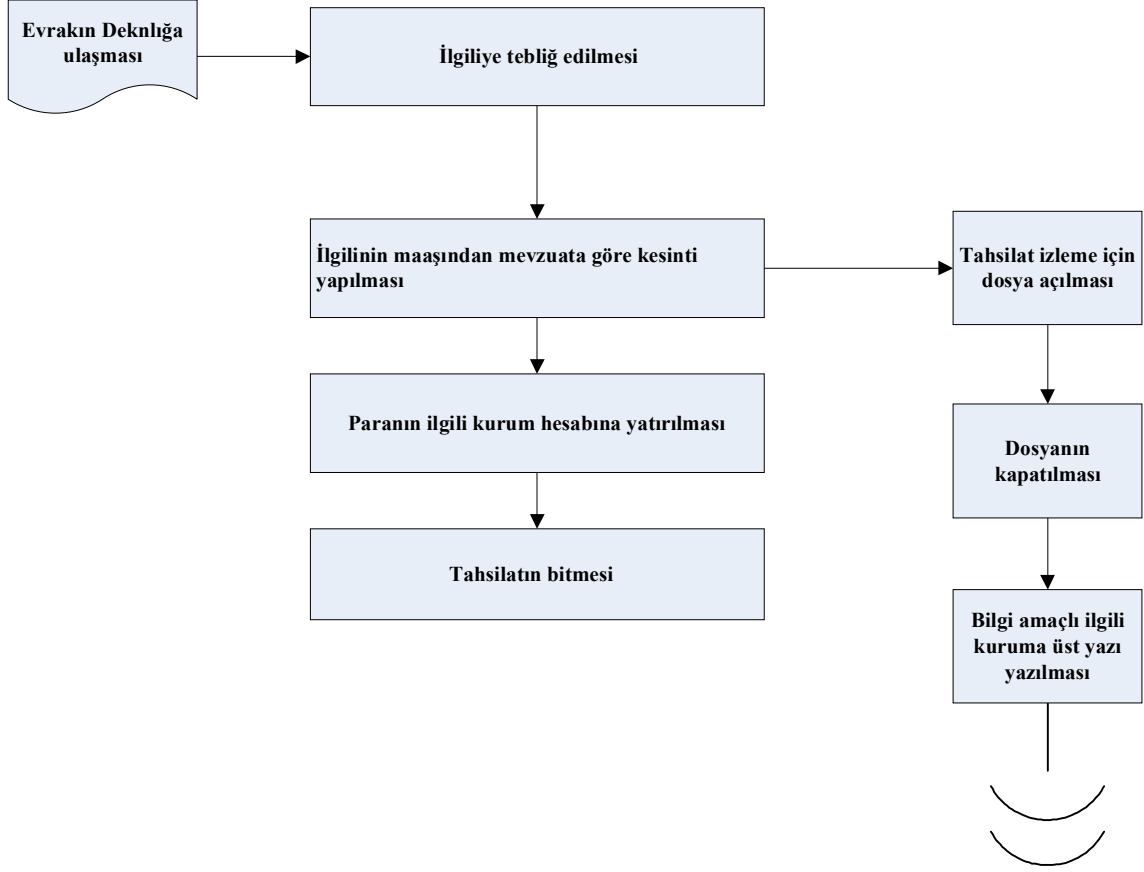 Evrakın Deknlığa
ulaşması
İlgiliye tebliğ edilmesi
İlgilinin maaşından mevzuata göre kesinti
yapılması
Tahsilat izleme için
dosya açılması
Paranın ilgili kurum hesabına yatırılması
Dosyanın
kapatılması
Tahsilatın bitmesi
Bilgi amaçlı ilgili
kuruma üst yazı
yazılması